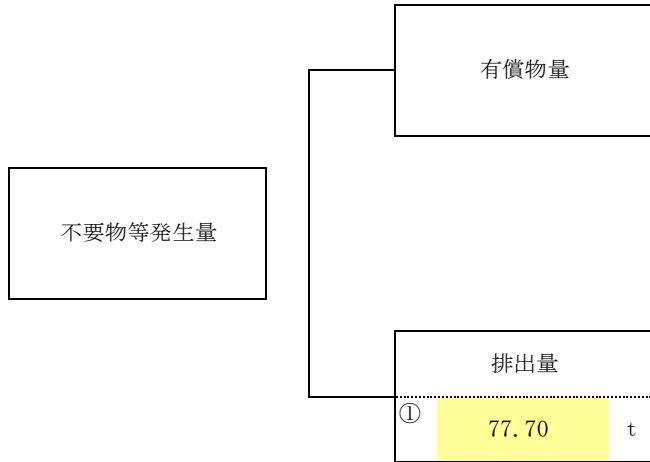 有償物量
不要物等発生量
排出量
①
77.70 t